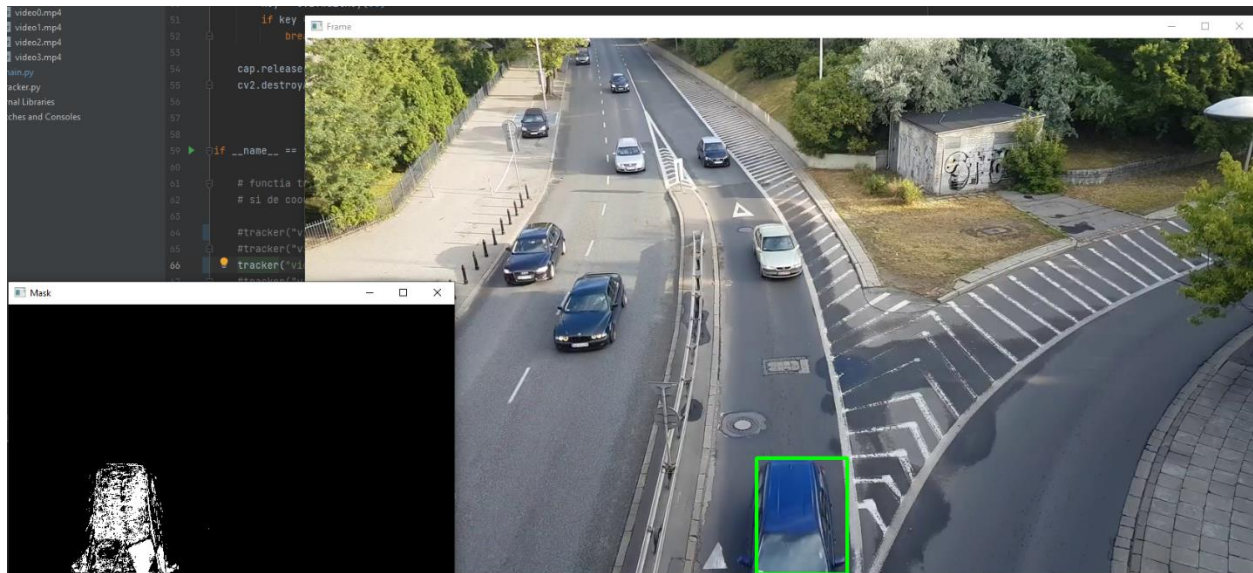 video0.mp4
video1.mp4
video2.mp4
video3.mp4
main.py
acker.py
nal Libraries
ches and Consoles
51 if key
52 brea
53
54 cap.release
55 cv2.destroy
56
57
58
59 if __name__ ==
60
61 # functia tr
62 # si de coo
63
64 #tracker("v
65 #tracker("v
66 tracker("vi
Frame
Mask